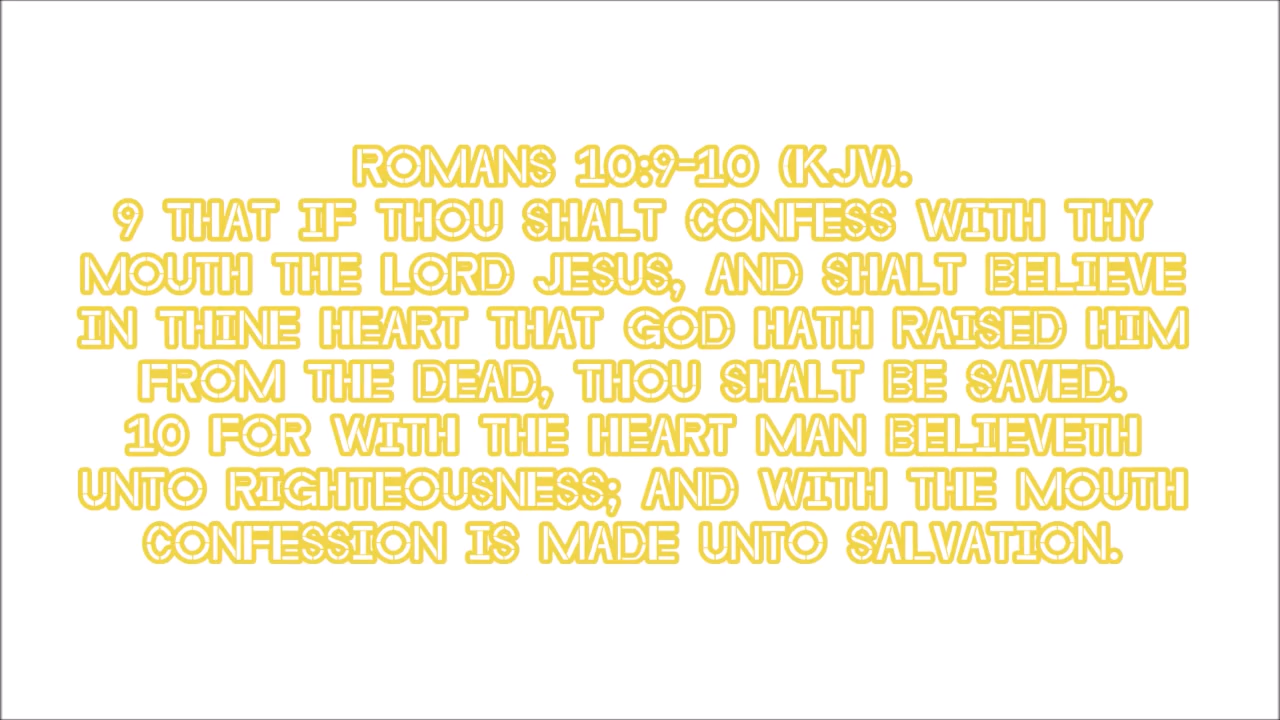 ROMANS 10:9-10 (KJV).
9 THAT IF THOU SHALT CONFESS WITH THY
MOUTH THE LORD JESUS, AND SHALT BELIEVE
IN THINE HEART THAT GOD HATH RAISED HIM
FROM THE DEAD, THOU SHALT BE SAVED.
10 FOR WITH THE HEART MAN BELIEVETH
UNTO RIGHTEOUSNESS; AND WITH THE MOUTH
CONFESSION IS MADE UNTO SALVATION.